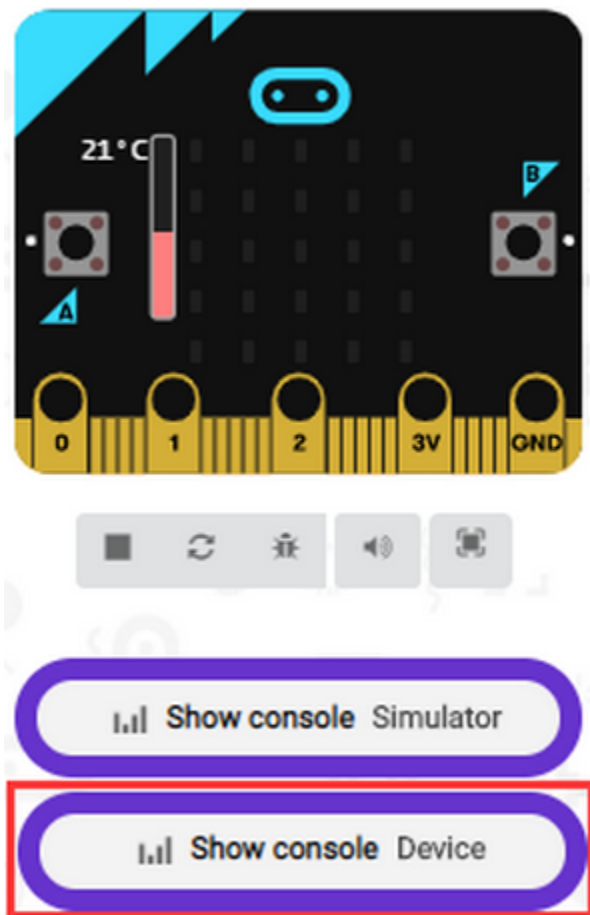 21°C
B
A
0 1 2 3V GND
Show console Simulator
Show console Device